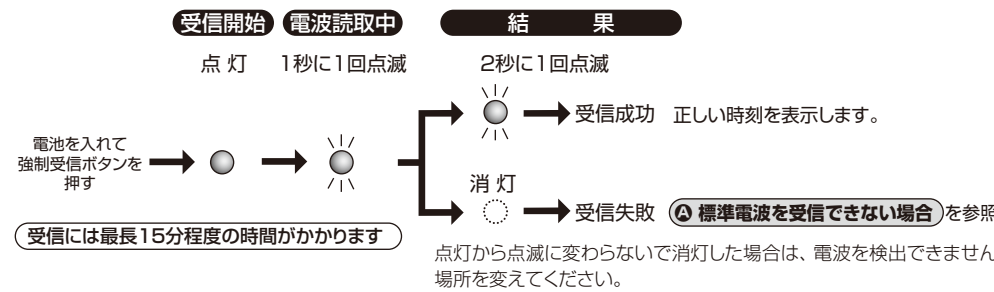 受信開始 電波読取中 結果
点灯 1秒に1回点滅 2秒に1回点滅
電池を入れて
強制受信ボタンを
押す
受信成功 正しい時刻を表示します。
消灯
受信失敗 Ⓐ 標準電波を受信できない場合 を参照
受信には最長15分程度の時間がかかります
点灯から点滅に変わらないで消灯した場合は、電波を検出できません
場所を変えてください。